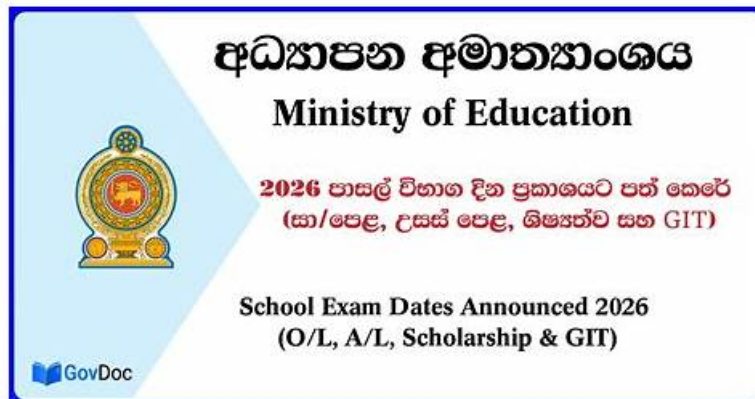 අධ්‍යාපන අමාත්‍යාංශය
Ministry of Education
2026 පාසල් විභාග දින ප්‍රකාශයට පත් කෙරේ
(සා/පෙළ, උසස් පෙළ, ශිෂ්‍යත්ව සහ GIT)
School Exam Dates Announced 2026
(O/L, A/L, Scholarship & GIT)
GovDoc